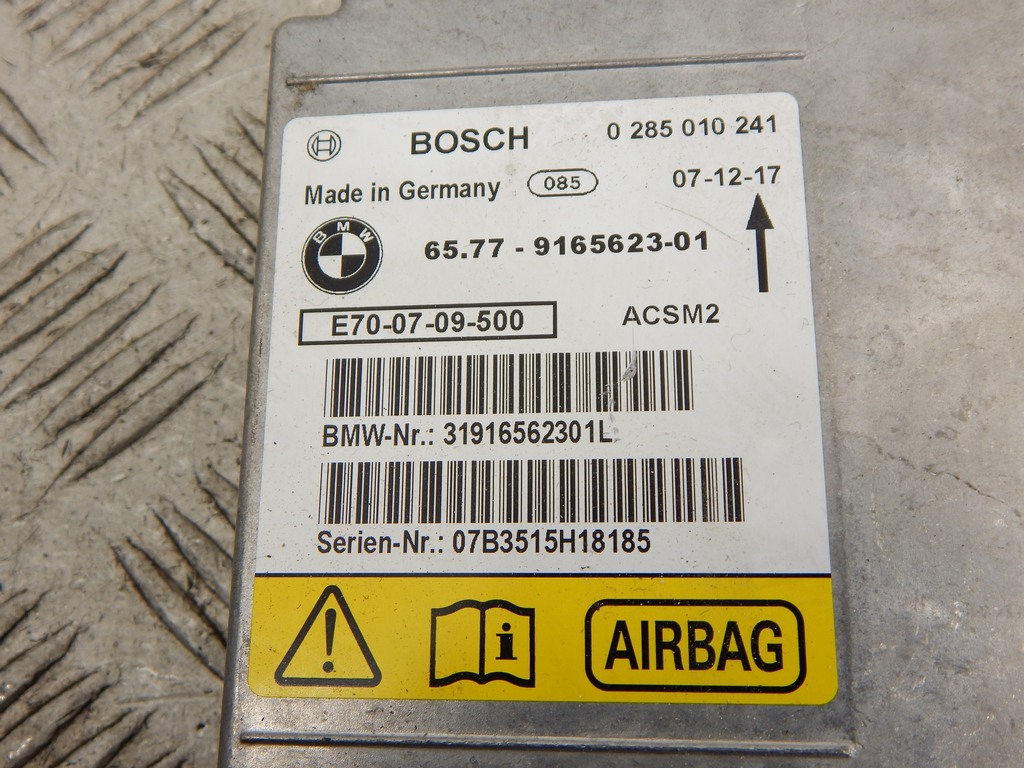 BOSCH 0 285 010 241
Made in Germany 085 07-12-17
BMW 65.77 - 9165623-01
E70-07-09-500 ACSM2
BMW-Nr.: 31916562301L
Serien-Nr.: 07B3515H18185
! i AIRBAG